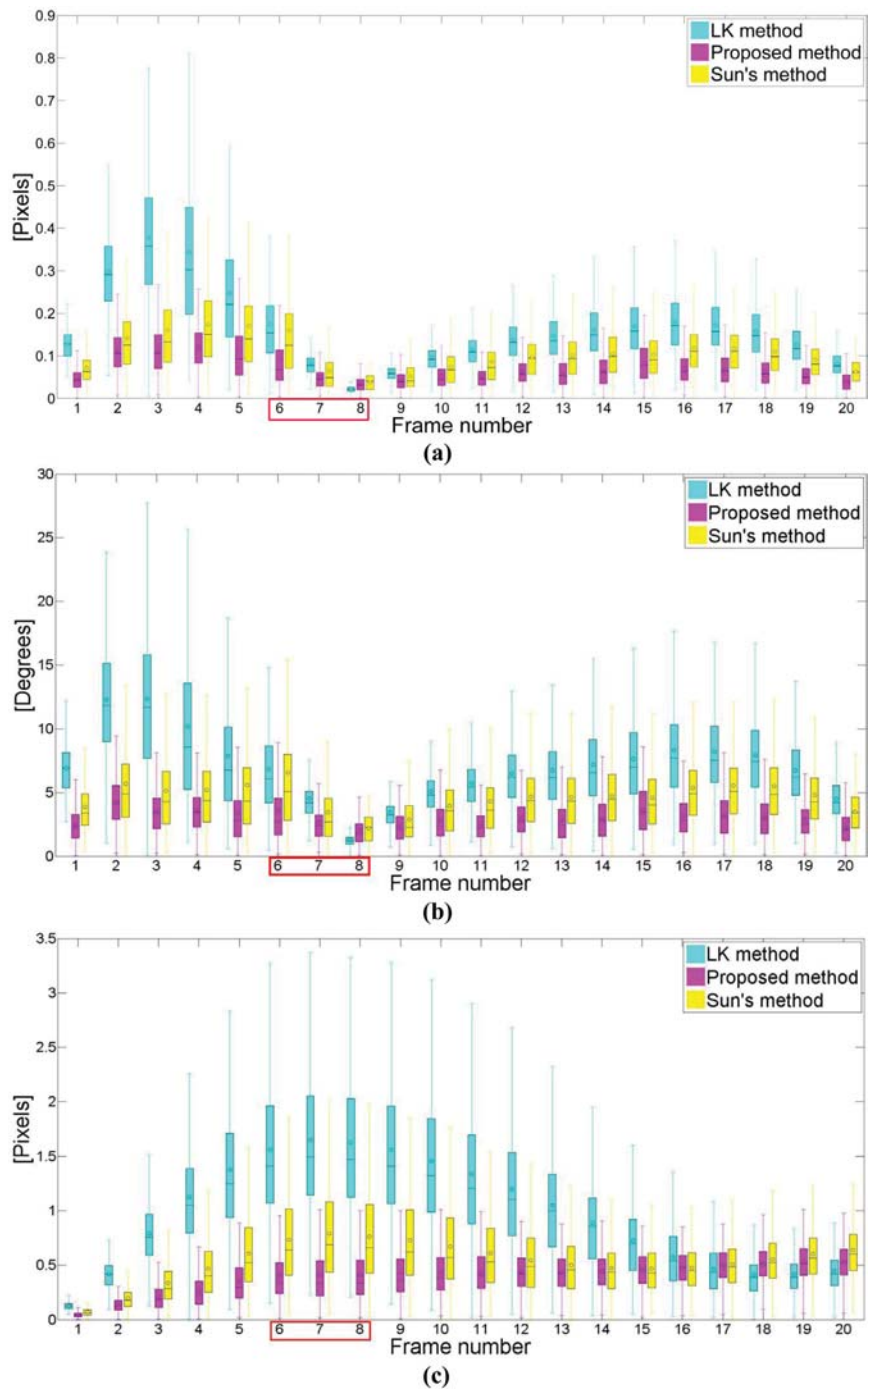 0.9
0.8
0.7
0.6
0.5
0.4
0.3
0.2
0.1
0
[Pixels]
LK method
Proposed method
Sun's method
1 2 3 4 5 6 7 8 9 10 11 12 13 14 15 16 17 18 19 20
Frame number
(a)
30
25
20
15
10
5
0
[Degrees]
LK method
Proposed method
Sun's method
1 2 3 4 5 6 7 8 9 10 11 12 13 14 15 16 17 18 19 20
Frame number
(b)
3.5
3
2.5
2
1.5
1
0.5
0
[Pixels]
LK method
Proposed method
Sun's method
1 2 3 4 5 6 7 8 9 10 11 12 13 14 15 16 17 18 19 20
Frame number
(c)